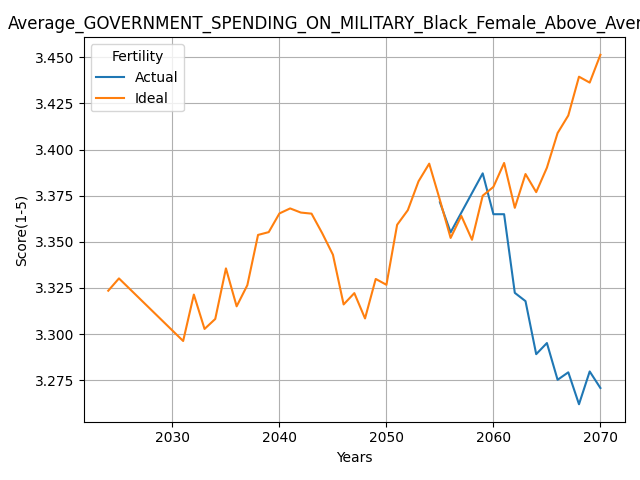 Average_GOVERNMENT_SPENDING_ON_MILITARY_Black_Female_Above_Aver
Fertility
Actual
Ideal
3.450
3.425
3.400
3.375
3.350
3.325
3.300
3.275
Score(1-5)
2030 2040 2050 2060 2070
Years